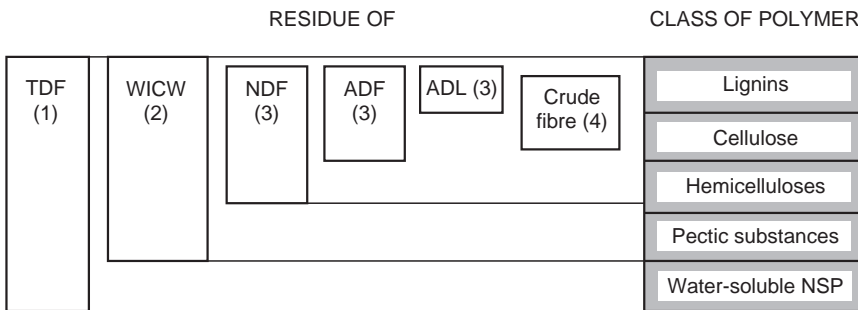 RESIDUE OF
CLASS OF POLYMER
TDF
(1)
WICW
(2)
NDF
(3)
ADF
(3)
ADL (3)
Crude
fibre (4)
Lignins
Cellulose
Hemicelluloses
Pectic substances
Water-soluble NSP